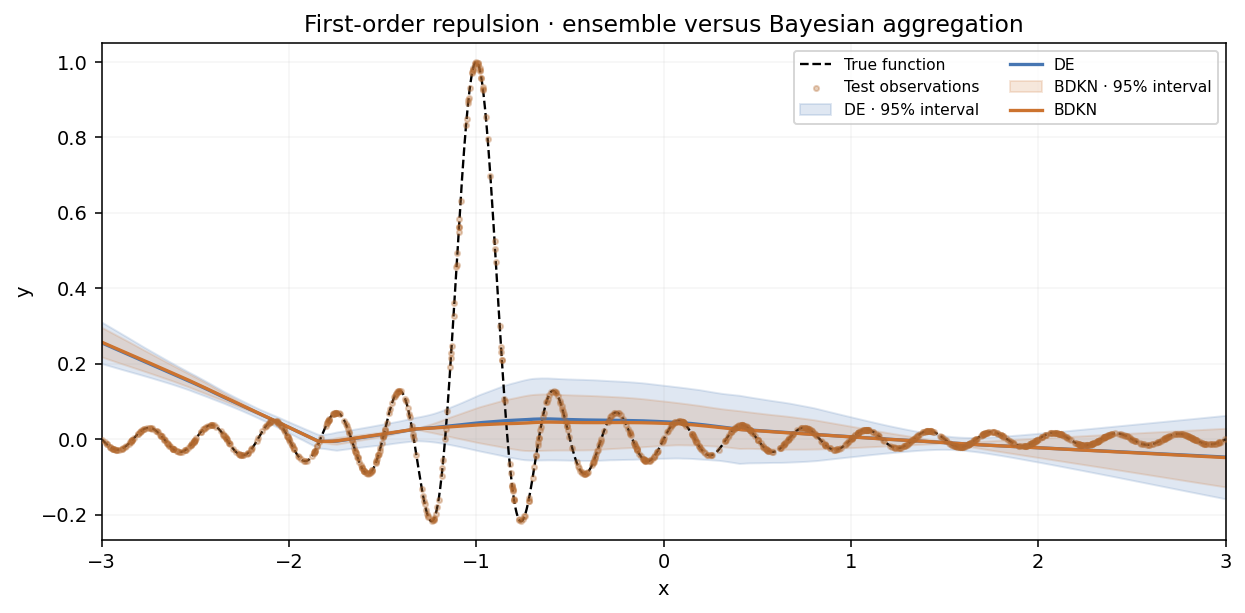 First-order repulsion · ensemble versus Bayesian aggregation
True function
Test observations
DE · 95% interval
DE
BDKN · 95% interval
BDKN
y
1.0
0.8
0.6
0.4
0.2
0.0
−0.2
−3
−2
−1
0
1
2
3
x